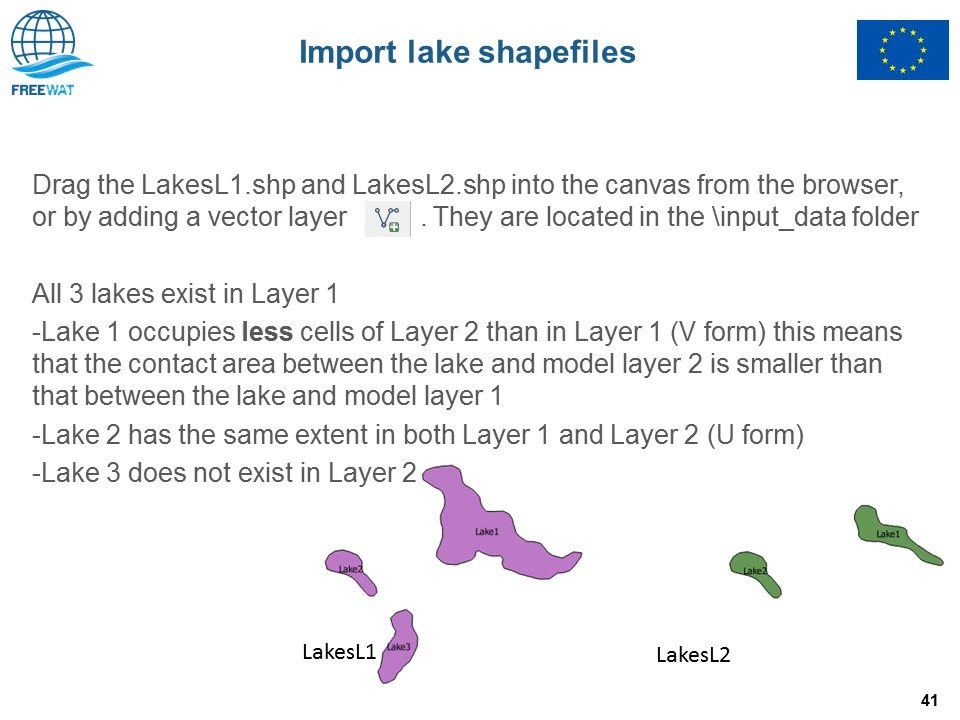 FREEWAT
Import lake shapefiles
Drag the LakesL1.shp and LakesL2.shp into the canvas from the browser,
or by adding a vector layer . They are located in the \input_data folder
All 3 lakes exist in Layer 1
-Lake 1 occupies less cells of Layer 2 than in Layer 1 (V form) this means
that the contact area between the lake and model layer 2 is smaller than
that between the lake and model layer 1
-Lake 2 has the same extent in both Layer 1 and Layer 2 (U form)
-Lake 3 does not exist in Layer 2
Lake1
Lake2
Lake3
LakesL1
Lake1
Lake2
LakesL2
41